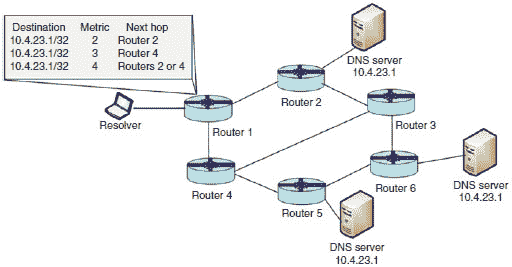 Destination Metric Next hop
10.4.23.1/32 2 Router 2
10.4.23.1/32 3 Router 4
10.4.23.1/32 4 Routers 2 or 4
DNS server
10.4.23.1
Resolver
Router 1
Router 2
Router 3
Router 4
Router 5
Router 6
DNS server
10.4.23.1
DNS server
10.4.23.1